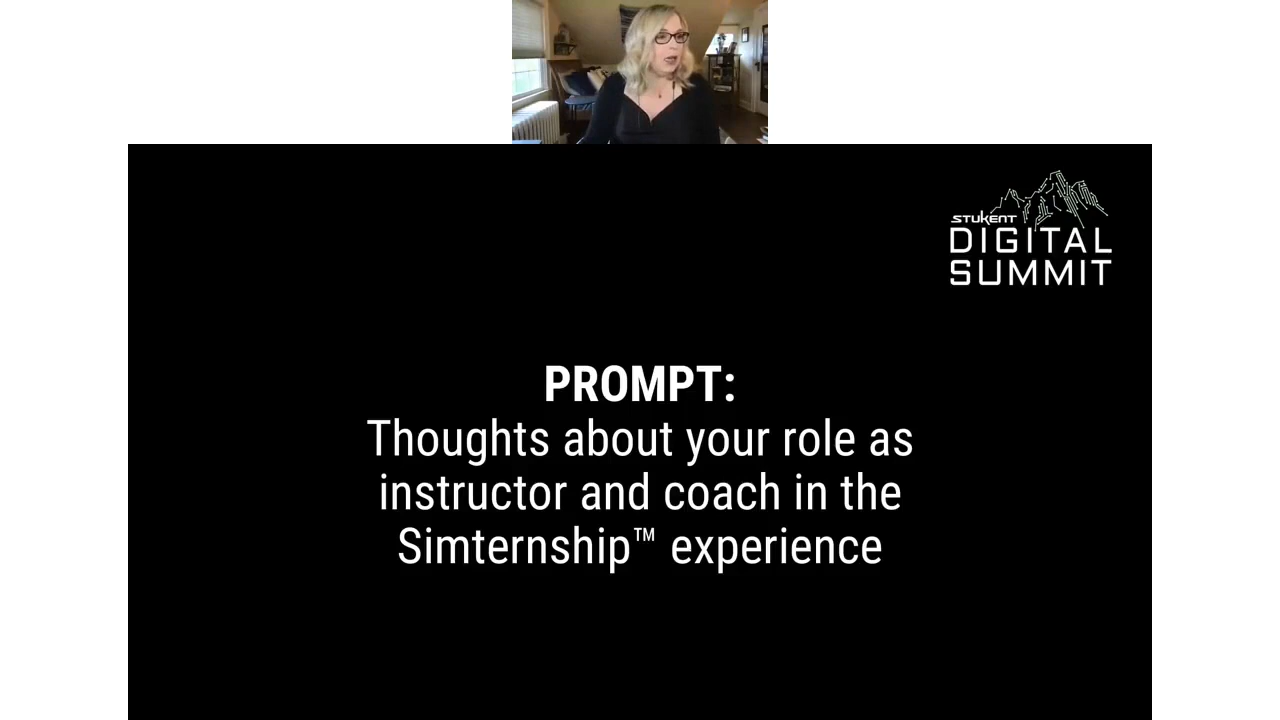 STUKENT
DIGITAL
SUMMIT
PROMPT:
Thoughts about your role as
instructor and coach in the
Simternship™ experience